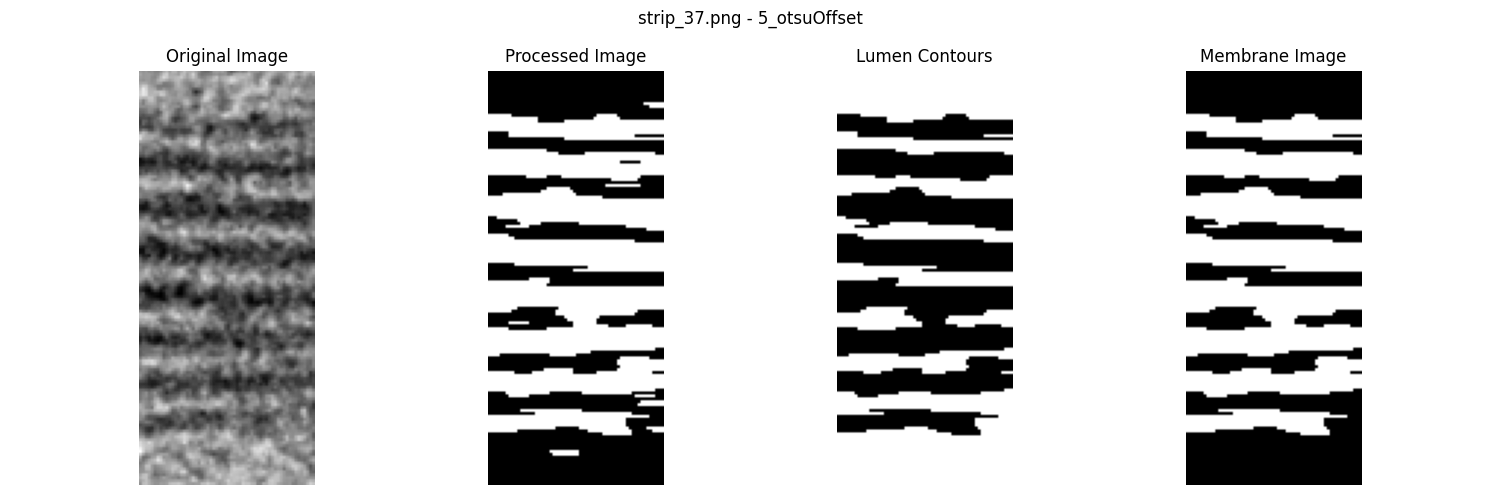 strip_37.png - 5_otsuOffset
Original Image
Processed Image
Lumen Contours
Membrane Image